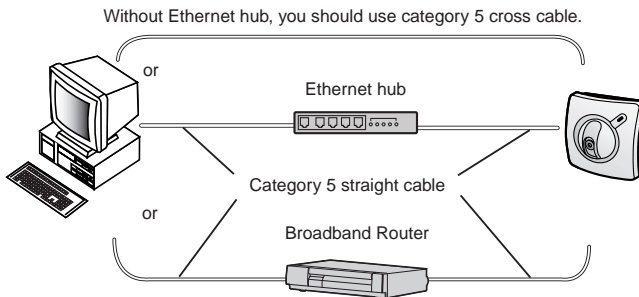 Without Ethernet hub, you should use category 5 cross cable.
or
Ethernet hub
Category 5 straight cable
or
Broadband Router